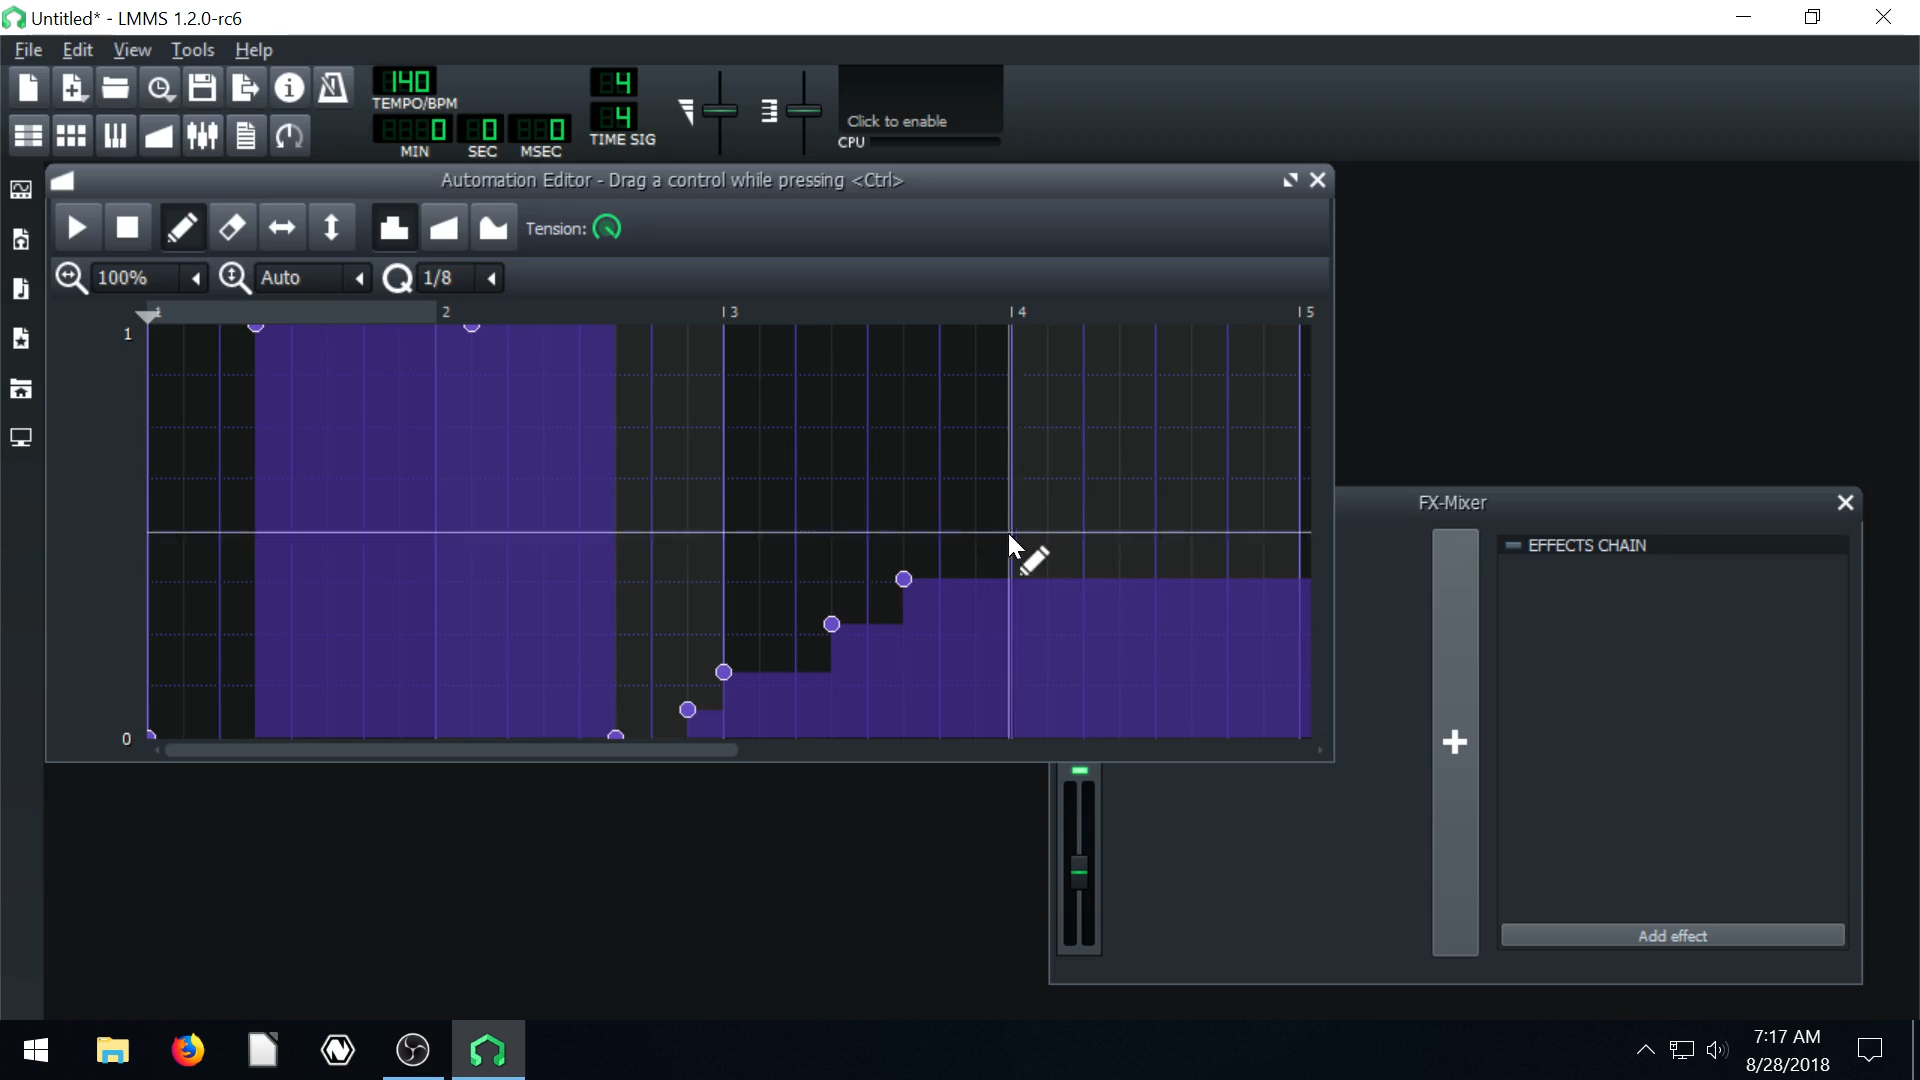 Untitled* - LMMS 1.2.0-rc6
File Edit View Tools Help
140
TEMPO/BPM
4
4
TIME SIG
0 0 0
MIN SEC MSEC
Click to enable
CPU
Automation Editor - Drag a control while pressing <Ctrl>
Tension:
100% Auto Q 1/8
1 2 3 4 5
1
0
FX-Mixer
EFFECTS CHAIN
Add effect
7:17 AM
8/28/2018